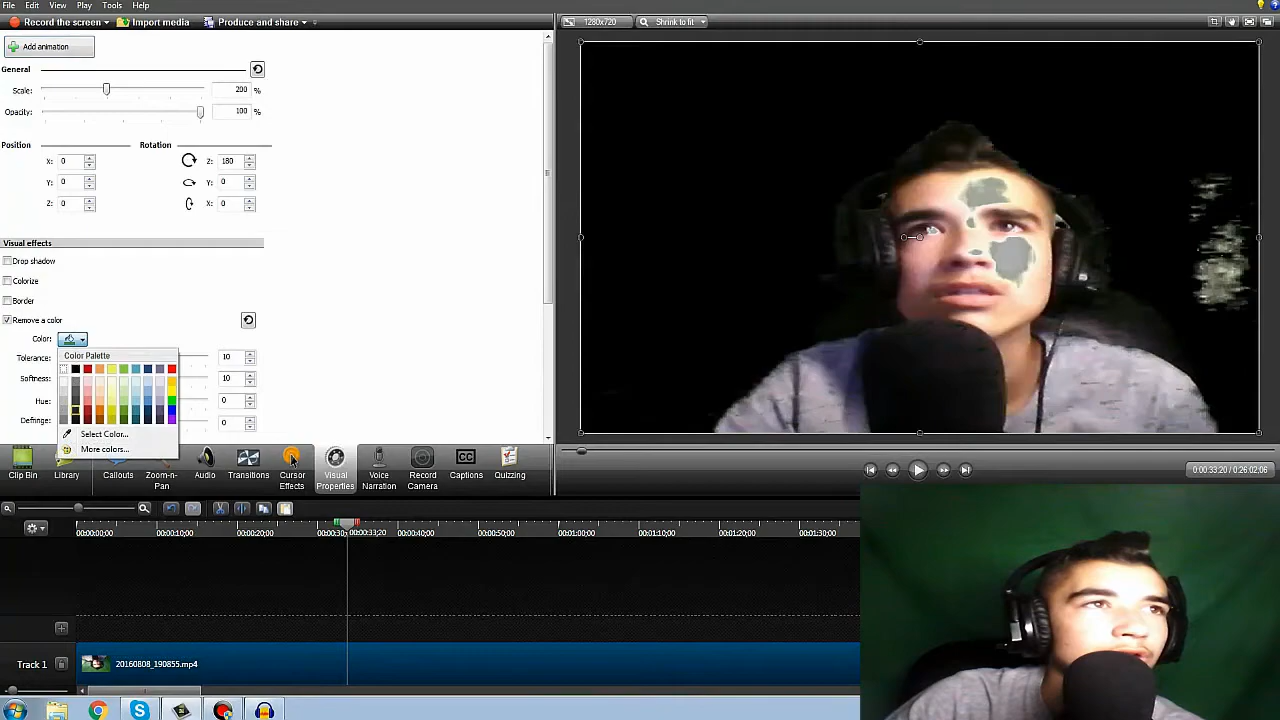 File Edit View Play Tools Help
Record the screen Import media Produce and share
1280x720 Shrink to fit
Add animation
General
Scale: 200 %
Opacity: 100 %
Position Rotation
X: 0 Z: 180
Y: 0 Y: 0
Z: 0 X: 0
Visual effects
Drop shadow
Colorize
Border
Remove a color
Color:
Color Palette
Tolerance: 10
Softness: 10
Hue: 0
Defringe: 0
Select Color...
More colors...
Clip Bin Library Callouts Zoom-n-Pan Audio Transitions Cursor Effects Visual Properties Voice Narration Record Camera Captions Quizzing
0:00:33;20 / 0:26:02;06
00:00:00;00 00:00:10;00 00:00:20;00 00:00:30; 00:00:33;20 00:00:40;00 00:00:50;00 00:01:00;00 00:01:10;00 00:01:20;00 00:01:30;00
Track 1 20160808_190855.mp4